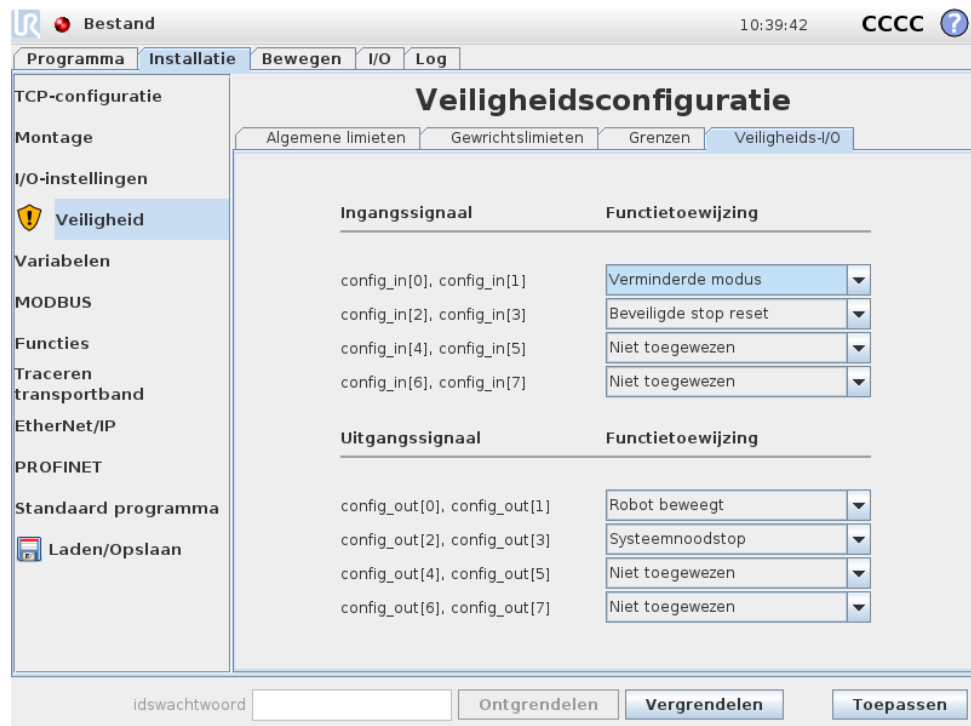 UR Bestand 10:39:42 CCCC ?
Programma Installatie Bewegen I/O Log
TCP-configuratie
Montage
I/O-instellingen
Veiligheid
Variabelen
MODBUS
Functies
Traceren
transportband
EtherNet/IP
PROFINET
Standaard programma
Laden/Opslaan
Veiligheidsconfiguratie
Algemene limieten Gewrichtslimieten Grenzen Veiligheids-I/O
Ingangssignaal Functietoewijzing
config_in[0], config_in[1] Verminderde modus
config_in[2], config_in[3] Beveiligde stop reset
config_in[4], config_in[5] Niet toegewezen
config_in[6], config_in[7] Niet toegewezen
Uitgangssignaal Functietoewijzing
config_out[0], config_out[1] Robot beweegt
config_out[2], config_out[3] Systeemnoodstop
config_out[4], config_out[5] Niet toegewezen
config_out[6], config_out[7] Niet toegewezen
idswachtwoord Ontgrendelen Vergrendelen Toepassen